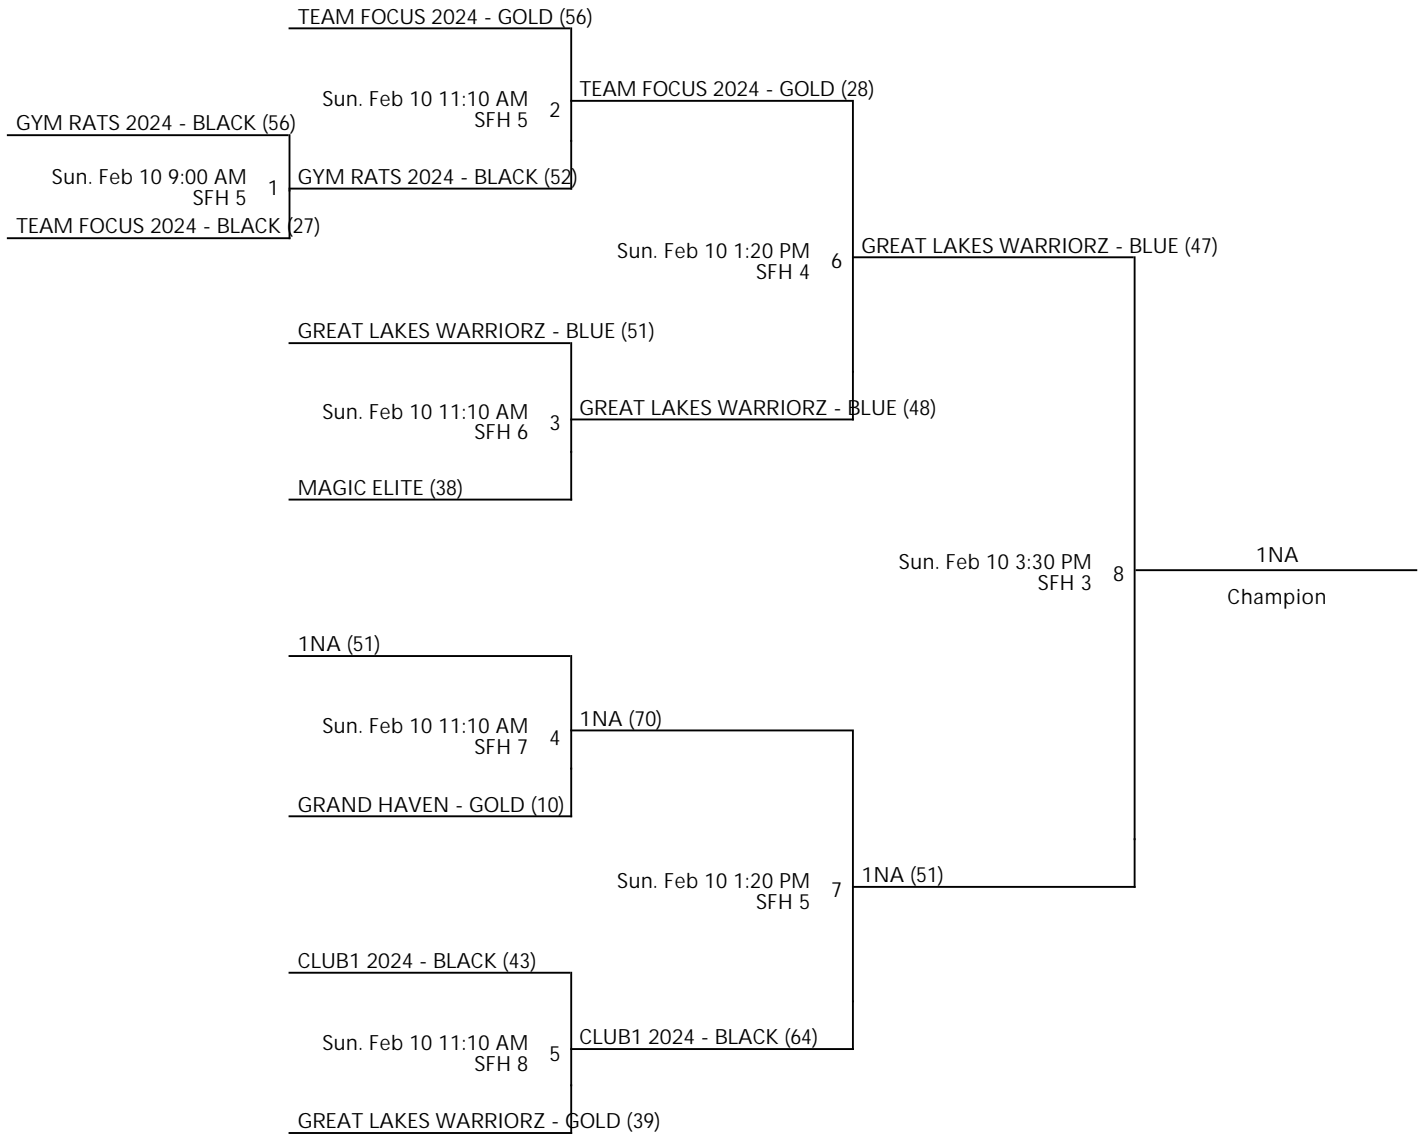 TEAM FOCUS 2024 - GOLD (56)
Sun. Feb 10 11:10 AM
SFH 5
2
TEAM FOCUS 2024 - GOLD (28)
GYM RATS 2024 - BLACK (56)
Sun. Feb 10 9:00 AM
SFH 5
1
GYM RATS 2024 - BLACK (52)
TEAM FOCUS 2024 - BLACK (27)
Sun. Feb 10 1:20 PM
SFH 4
6
GREAT LAKES WARRIORZ - BLUE (47)
GREAT LAKES WARRIORZ - BLUE (51)
Sun. Feb 10 11:10 AM
SFH 6
3
GREAT LAKES WARRIORZ - BLUE (48)
MAGIC ELITE (38)
Sun. Feb 10 3:30 PM
SFH 3
8
1NA
Champion
1NA (51)
Sun. Feb 10 11:10 AM
SFH 7
4
1NA (70)
GRAND HAVEN - GOLD (10)
Sun. Feb 10 1:20 PM
SFH 5
7
1NA (51)
CLUB1 2024 - BLACK (43)
Sun. Feb 10 11:10 AM
SFH 8
5
CLUB1 2024 - BLACK (64)
GREAT LAKES WARRIORZ - GOLD (39)